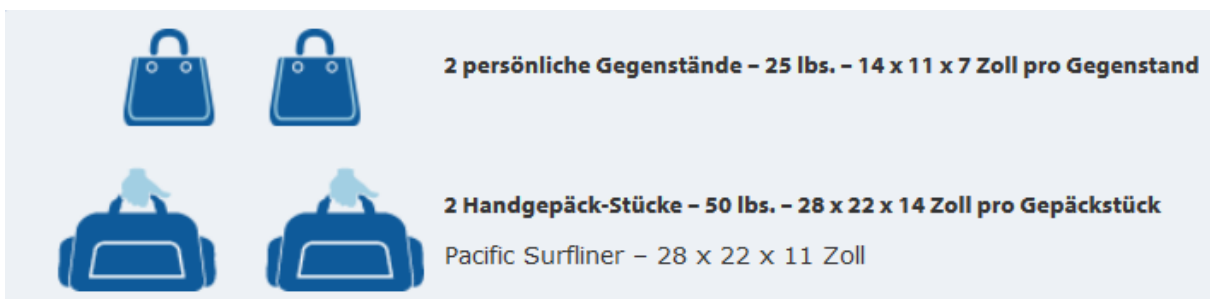 2 persönliche Gegenstände – 25 lbs. – 14 x 11 x 7 Zoll pro Gegenstand
2 Handgepäck-Stücke – 50 lbs. – 28 x 22 x 14 Zoll pro Gepäckstück
Pacific Surfliner – 28 x 22 x 11 Zoll